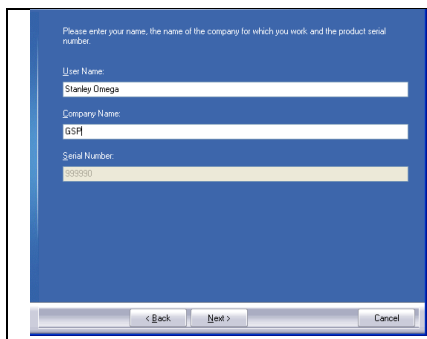 Please enter your name, the name of the company for which you work and the product serial
number.
User Name:
Stanley Omega
Company Name:
GSP
Serial Number:
999990
< Back
Next >
Cancel